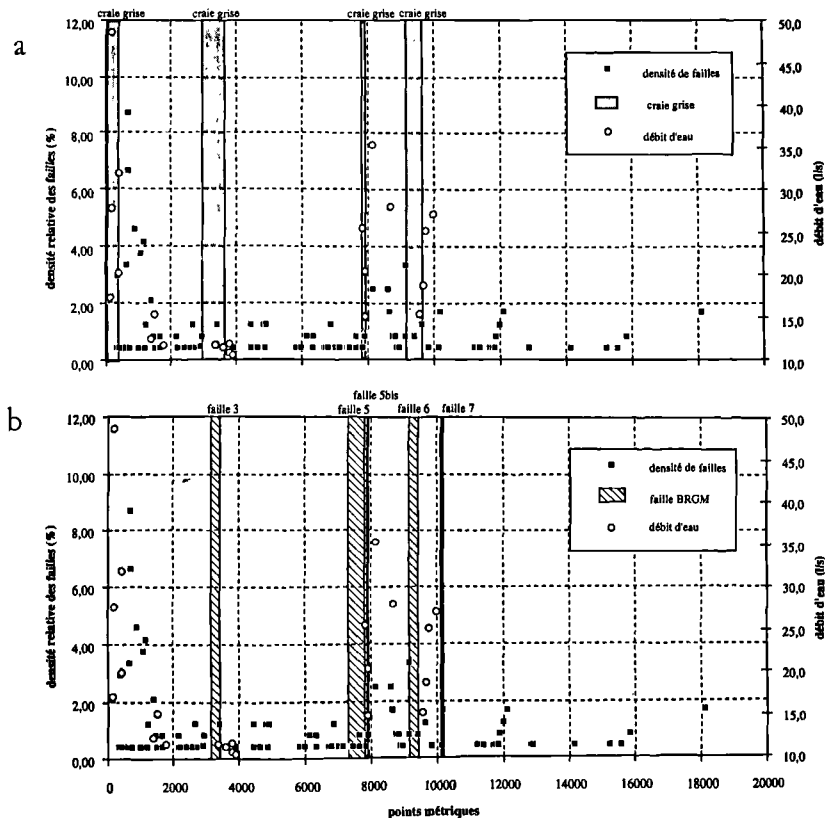 craie grise craie grise craie grise craie grise
a
12,00 50,0
10,00 45,0
8,00 40,0
6,00 35,0
4,00 30,0
2,00 25,0
0,00 20,0
15,0
10,0
densité relative des failles (%)
débit d'eau (l/s)
densité de failles
craie grise
débit d'eau
b
faille 5bis
faille 3 faille 5 faille 6 faille 7
12,00 50,0
10,00 45,0
8,00 40,0
6,00 35,0
4,00 30,0
2,00 25,0
0,00 20,0
15,0
10,0
densité relative des failles (%)
débit d'eau (l/s)
densité de failles
faille BRGM
débit d'eau
0 2000 4000 6000 8000 10000 12000 14000 16000 18000 20000
points métriques